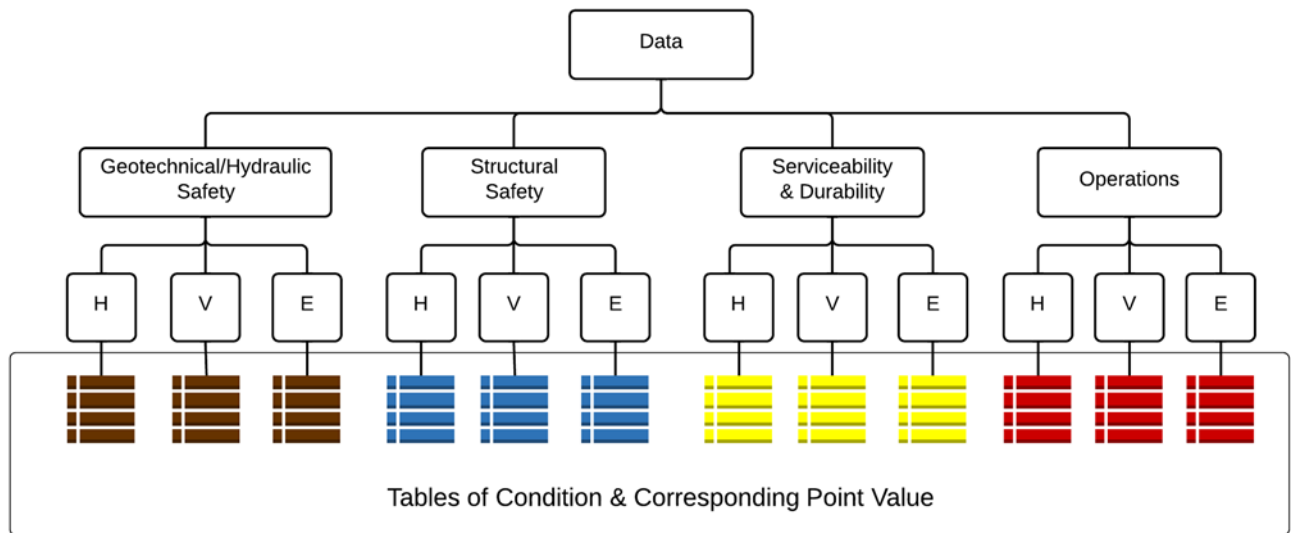 Data
Geotechnical/Hydraulic
Safety
Structural
Safety
Serviceability
& Durability
Operations
H
V
E
H
V
E
H
V
E
H
V
E
Tables of Condition & Corresponding Point Value